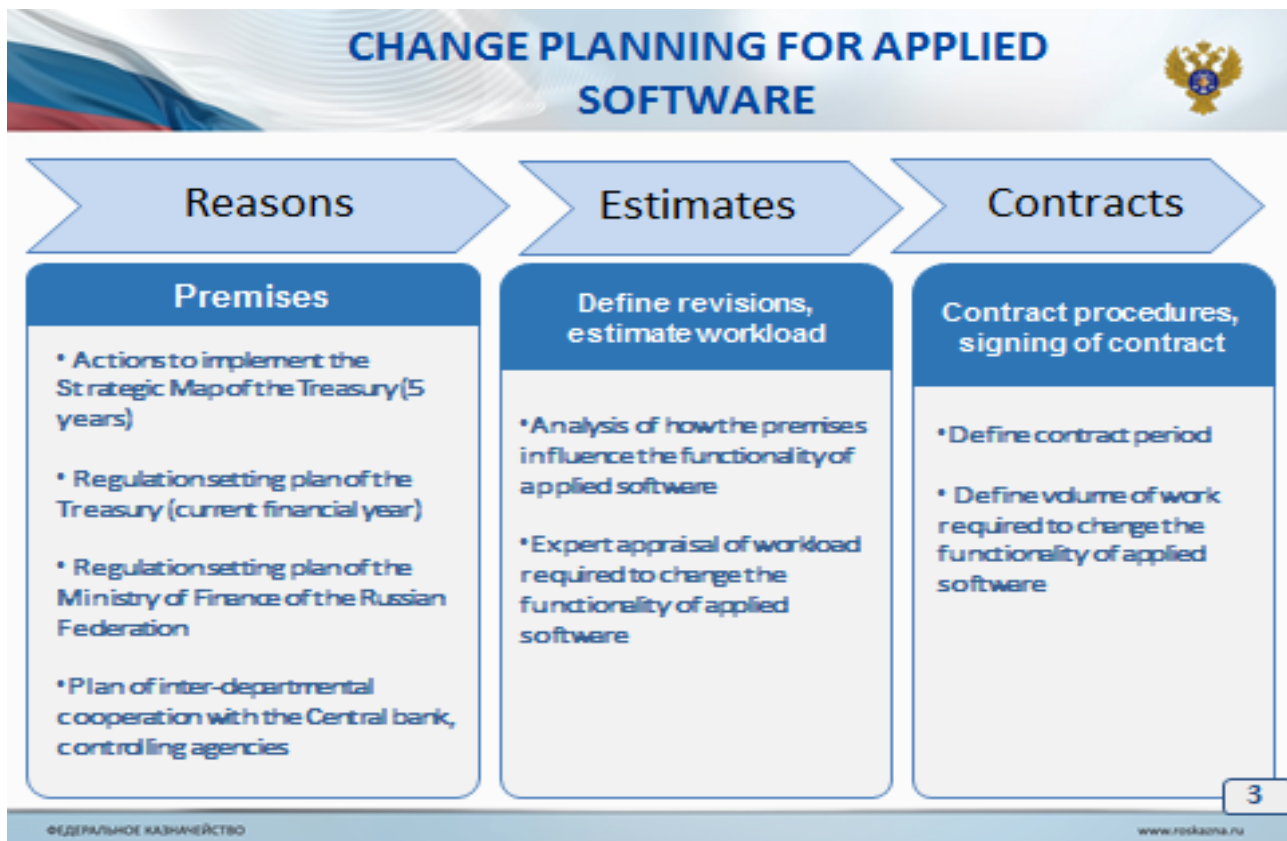 CHANGE PLANNING FOR APPLIED
SOFTWARE
Reasons
Estimates
Contracts
Premises
• Actions to implement the
Strategic Map of the Treasury (5
years)
• Regulation setting plan of the
Treasury (current financial year)
• Regulation setting plan of the
Ministry of Finance of the Russian
Federation
• Plan of inter-departmental
cooperation with the Central bank,
controlling agencies
Define revisions,
estimate workload
• Analysis of how the premises
influence the functionality of
applied software
• Expert appraisal of workload
required to change the
functionality of applied
software
Contract procedures,
signing of contract
• Define contract period
• Define volume of work
required to change the
functionality of applied
software
3
ФЕДЕРАЛЬНОЕ КАЗНАЧЕЙСТВО
www.roskazna.ru